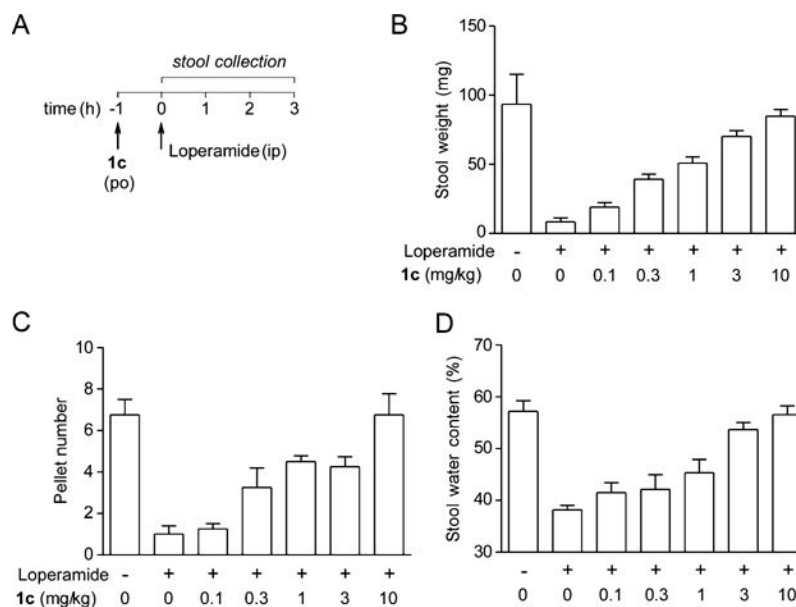 A
stool collection
time (h) -1 0 1 2 3
1c
(po)
Loperamide (ip)
B
Stool weight (mg)
150
100
50
0
Loperamide - + + + + + +
1c (mg/kg) 0 0 0.1 0.3 1 3 10
C
Pellet number
10
8
6
4
2
0
Loperamide - + + + + + +
1c (mg/kg) 0 0 0.1 0.3 1 3 10
D
Stool water content (%)
70
60
50
40
30
- + + + + + +
0 0 0.1 0.3 1 3 10